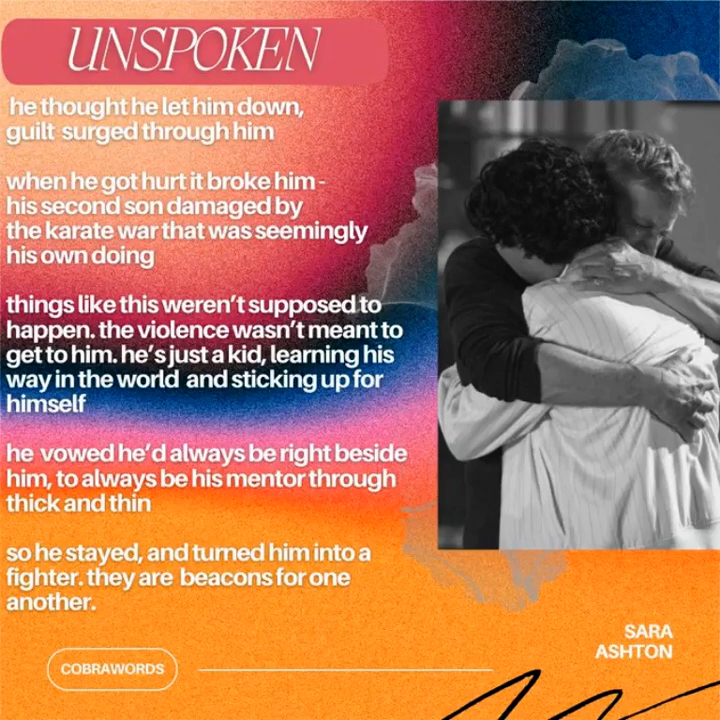 UNSPOKEN
he thought he let him down,
guilt surged through him
when he got hurt it broke him -
his second son damaged by
the karate war that was seemingly
his own doing
things like this weren't supposed to
happen. the violence wasn't meant to
get to him. he's just a kid, learning his
way in the world and sticking up for
himself
he vowed he'd always be right beside
him, to always be his mentor through
thick and thin
so he stayed, and turned him into a
fighter. they are beacons for one
another.
SARA
ASHTON
COBRAWORDS